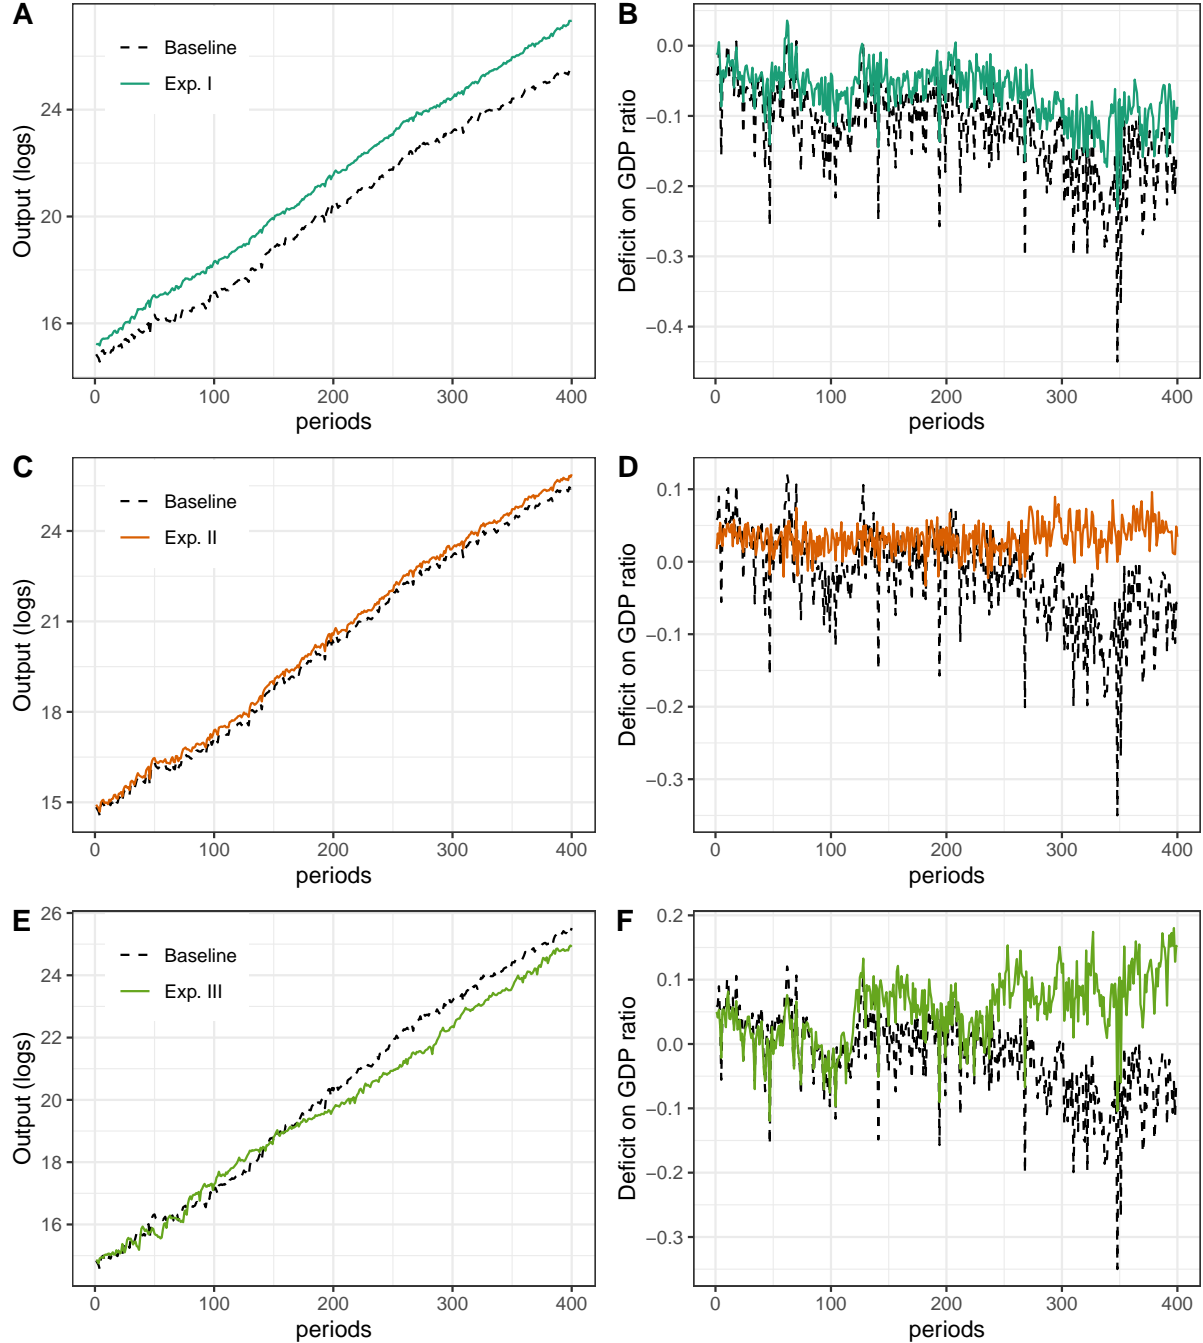 A
Output (logs)
24
20
16
Baseline
Exp. I
0 100 200 300 400
periods
B
Deficit on GDP ratio
0.0
−0.1
−0.2
−0.3
−0.4
0 100 200 300 400
periods
C
Output (logs)
24
21
18
15
Baseline
Exp. II
0 100 200 300 400
periods
D
Deficit on GDP ratio
0.1
0.0
−0.1
−0.2
−0.3
0 100 200 300 400
periods
E
Output (logs)
26
24
22
20
18
16
Baseline
Exp. III
0 100 200 300 400
periods
F
Deficit on GDP ratio
0.2
0.1
0.0
−0.1
−0.2
−0.3
0 100 200 300 400
periods